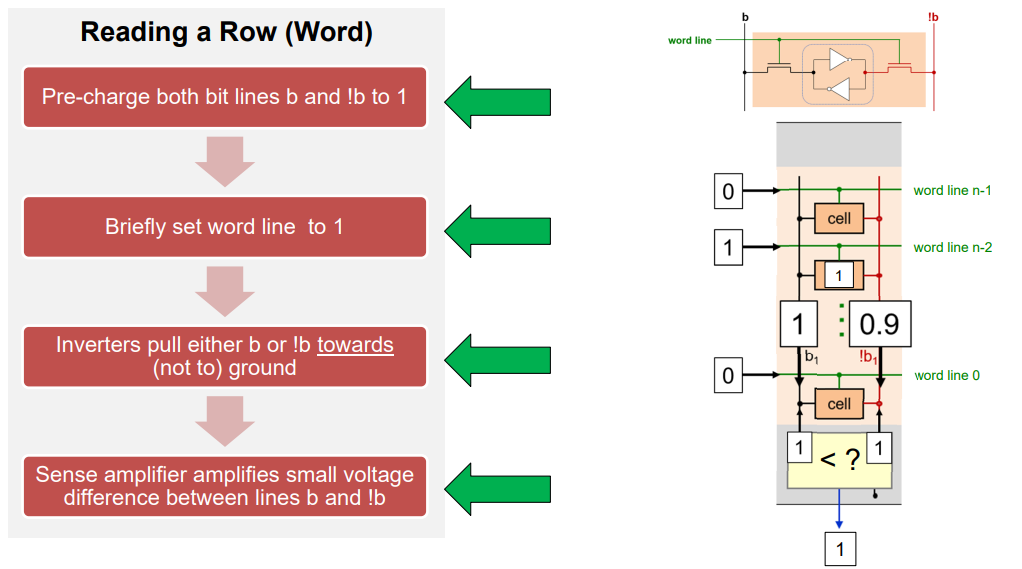 Reading a Row (Word)
Pre-charge both bit lines b and !b to 1
Briefly set word line to 1
Inverters pull either b or !b towards
(not to) ground
Sense amplifier amplifies small voltage
difference between lines b and !b
b
!b
word line
0
word line n-1
cell
1
word line n-2
1
1
0.9
b1
!b1
0
word line 0
cell
1
< ?
1
1